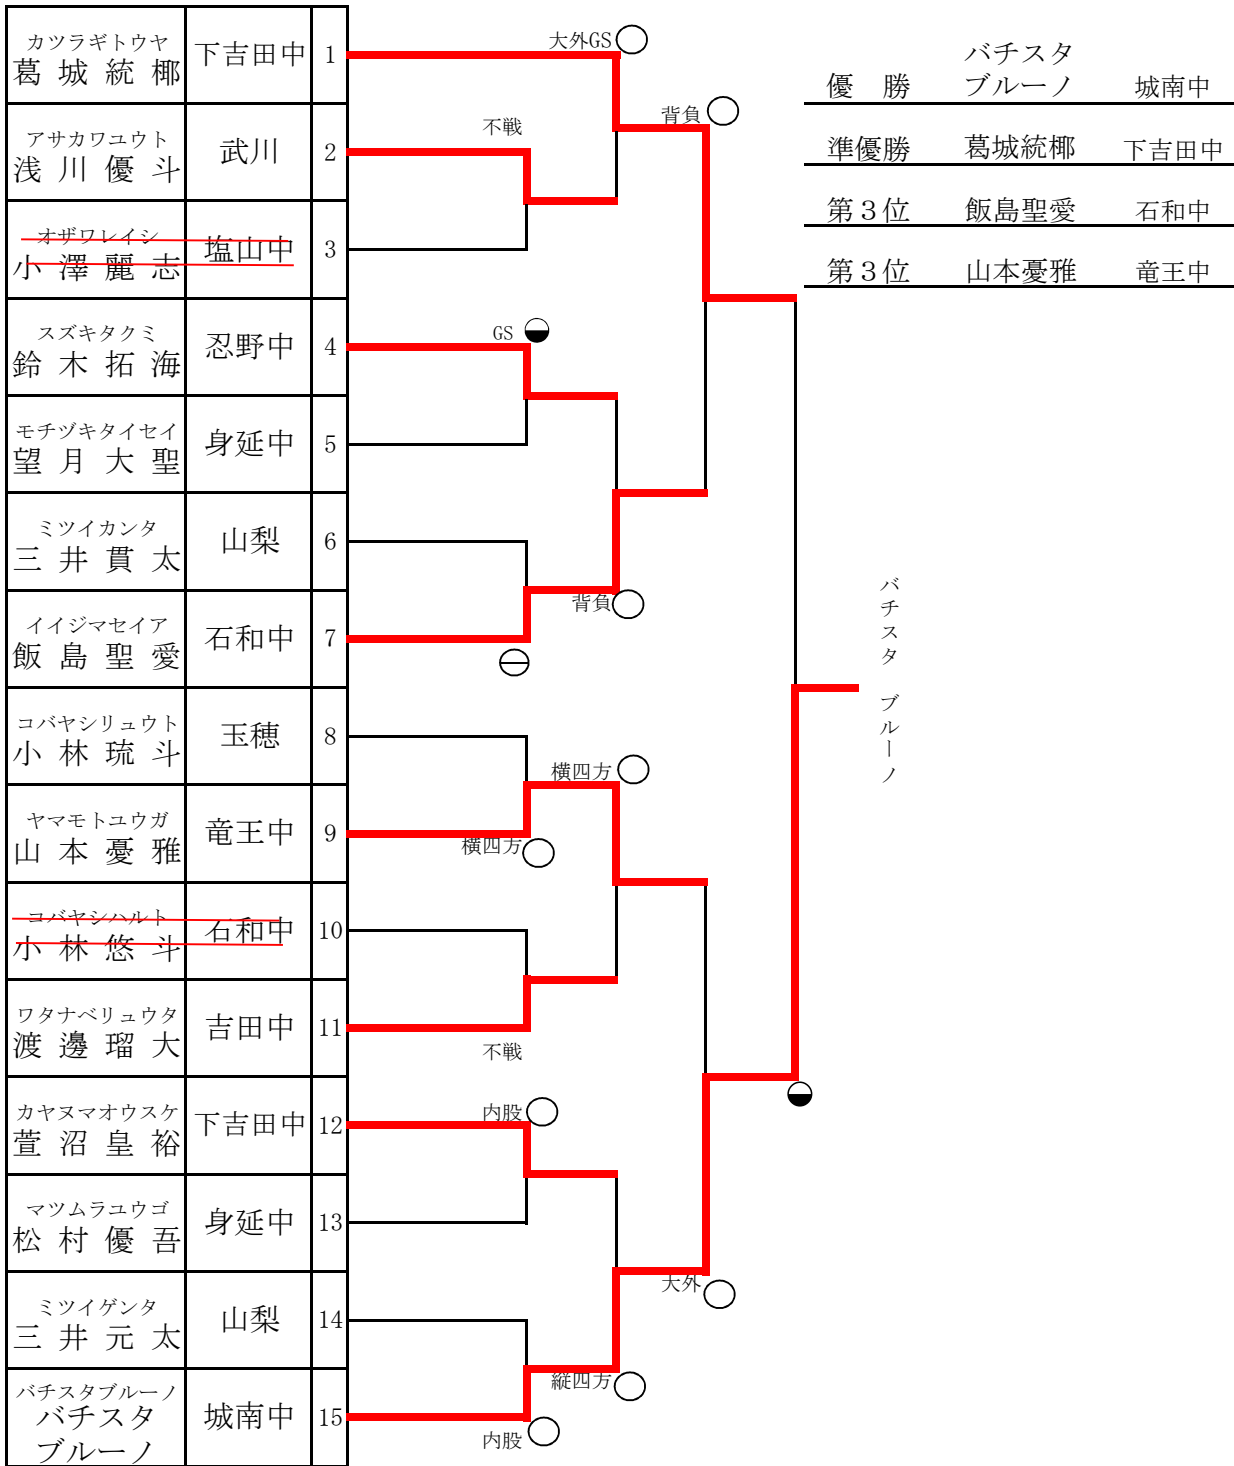 カツラギトウヤ
葛城統椰 下吉田中 1
アサカワユウト
浅川優斗 武川 2
オザワレイシ
小澤麗志 塩山中 3
スズキタクミ
鈴木拓海 忍野中 4
モチヅキタイセイ
望月大聖 身延中 5
ミツイカンタ
三井貫太 山梨 6
イイジマセイア
飯島聖愛 石和中 7
コバヤシリュウト
小林琉斗 玉穂 8
ヤマモトユウガ
山本憂雅 竜王中 9
コバヤシハルト
小林悠斗 石和中 10
ワタナベリュウタ
渡邊瑠大 吉田中 11
カヤヌマオウスケ
萱沼皇裕 下吉田中 12
マツムラユウゴ
松村優吾 身延中 13
ミツイゲンタ
三井元太 山梨 14
バチスタブルーノ
バチスタ
ブルーノ 城南中 15
大外GS
不戦
背負
GS
背負
横四方
横四方
不戦
内股
大外
縦四方
内股
バチスタ ブルーノ
バチスタ
優　勝 ブルーノ 城南中
準優勝 葛城統椰 下吉田中
第３位 飯島聖愛 石和中
第３位 山本憂雅 竜王中